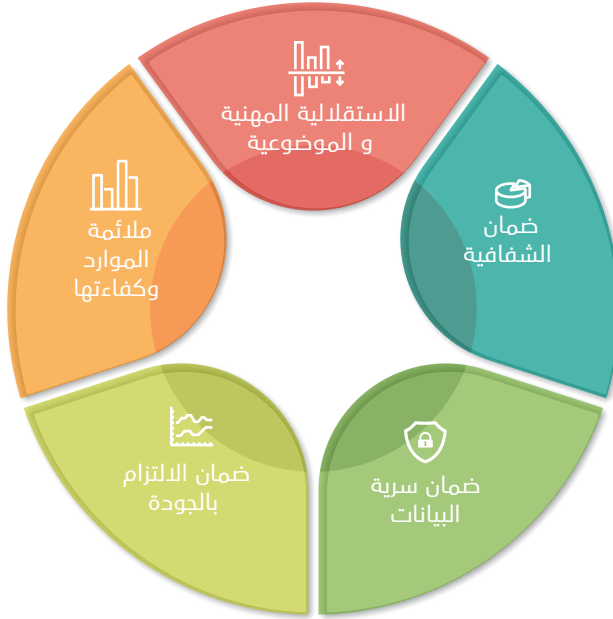 الاستقلالية المهنية
و الموضوعية
ضمان
الشفافية
ملائمة
الموارد
وكفاءتها
ضمان الالتزام
بالجودة
ضمان سرية
البيانات